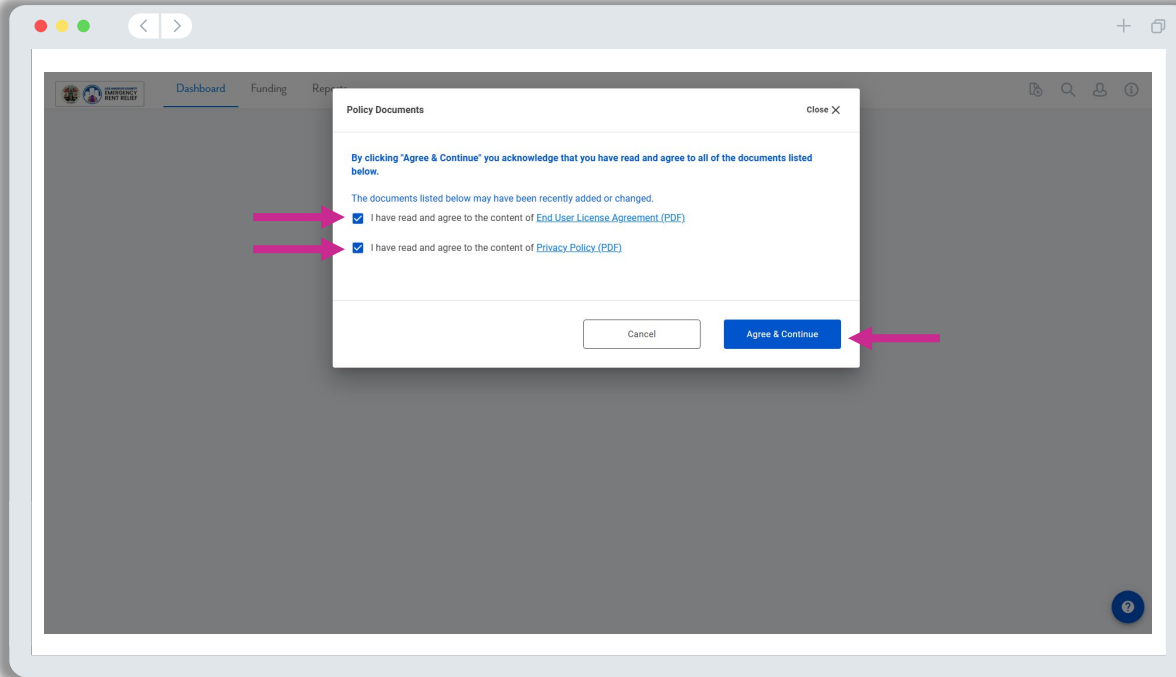 LOS ANGELES COUNTY
EMERGENCY
RENT RELIEF
Dashboard Funding Reports
Policy Documents
Close
By clicking "Agree & Continue" you acknowledge that you have read and agree to all of the documents listed
below.
The documents listed below may have been recently added or changed.
I have read and agree to the content of End User License Agreement (PDF)
I have read and agree to the content of Privacy Policy (PDF)
Cancel
Agree & Continue